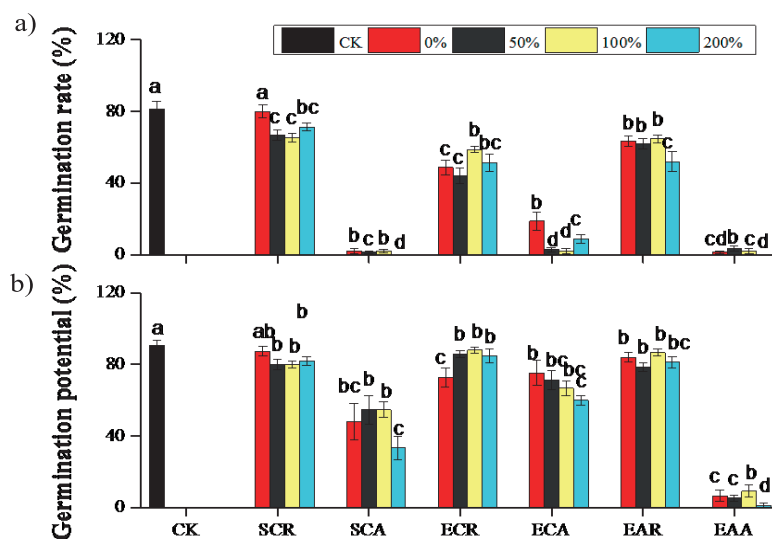 a)
Germination rate (%)
CK 0% 50% 100% 200%
120
80
40
0
a
a c c bc
b c b d
c c b bc
b d d c
b b b c
cd b c d
b)
Germination potential (%)
120
80
40
0
a
ab b b b
bc b b c
c b b b
b bc bc c
b b b bc
c c b d
CK SCR SCA ECR ECA EAR EAA